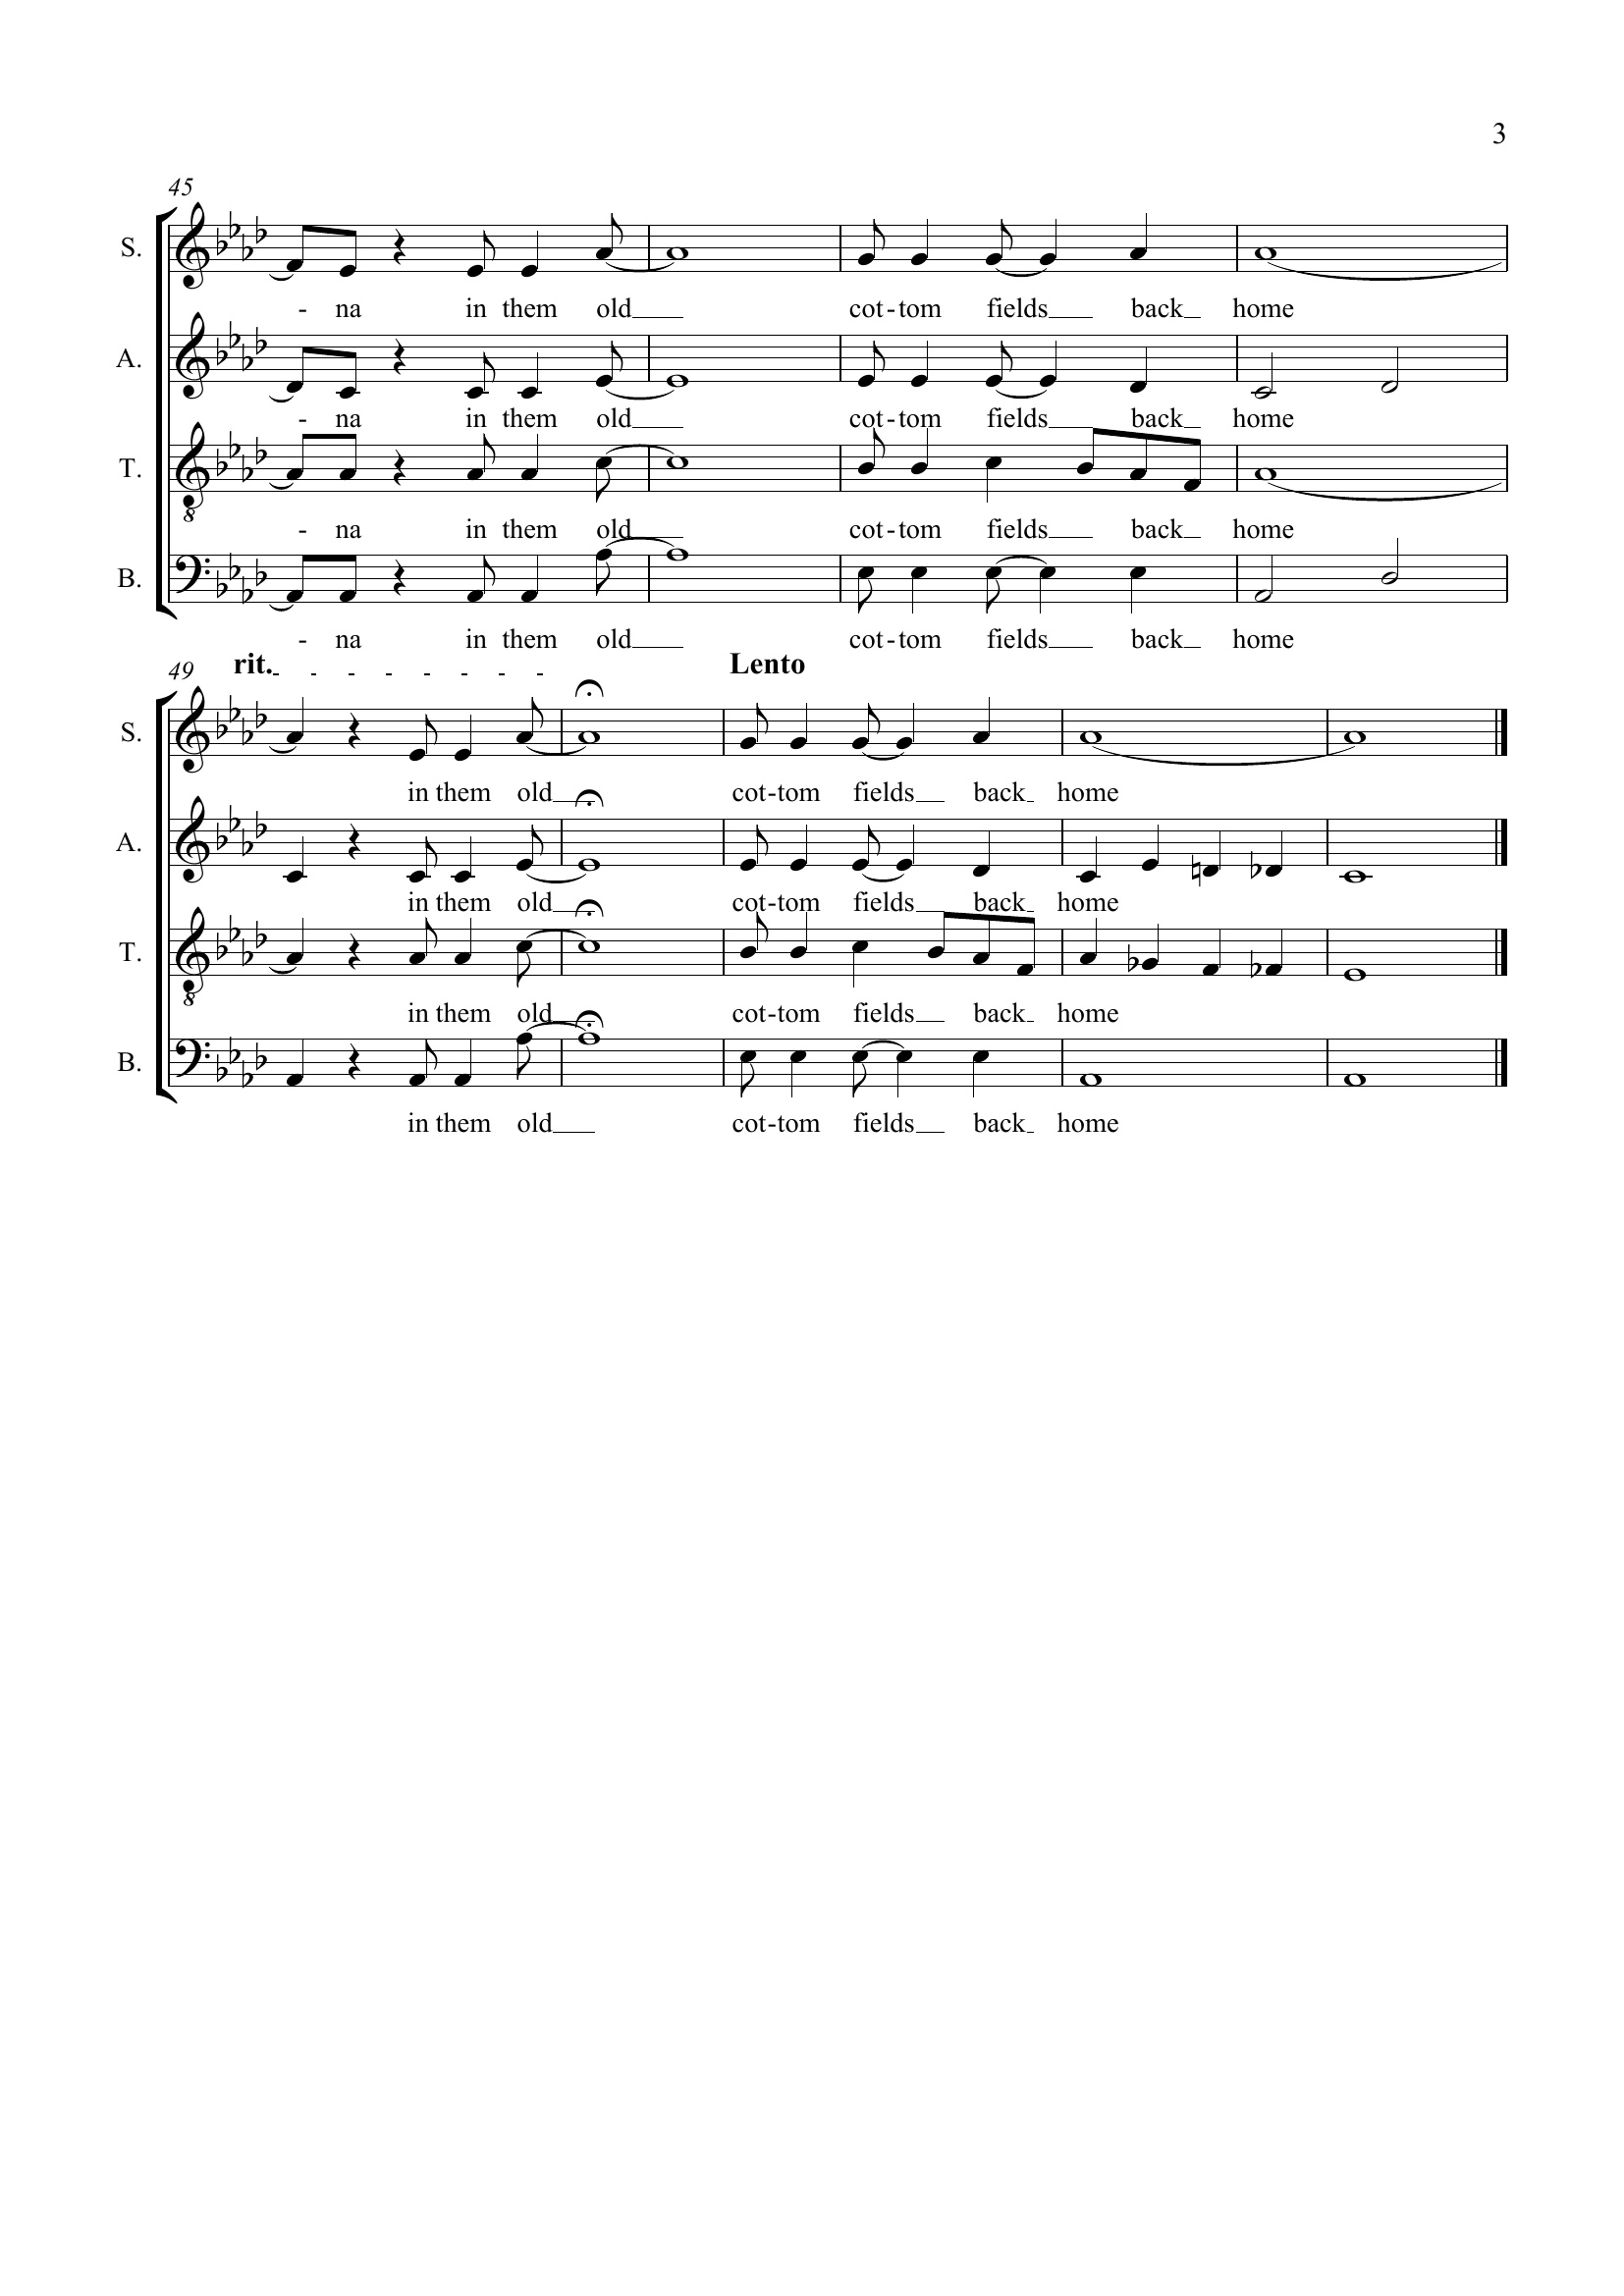 3
45
S.
- na in them old cot - tom fields back home
A.
- na in them old cot - tom fields back home
T.
8
- na in them old cot - tom fields back home
B.
- na in them old cot - tom fields back home
49 rit. - - - - - - - - Lento
S.
in them old cot - tom fields back home
A.
in them old cot - tom fields back home
T.
8
in them old cot - tom fields back home
B.
in them old cot - tom fields back home